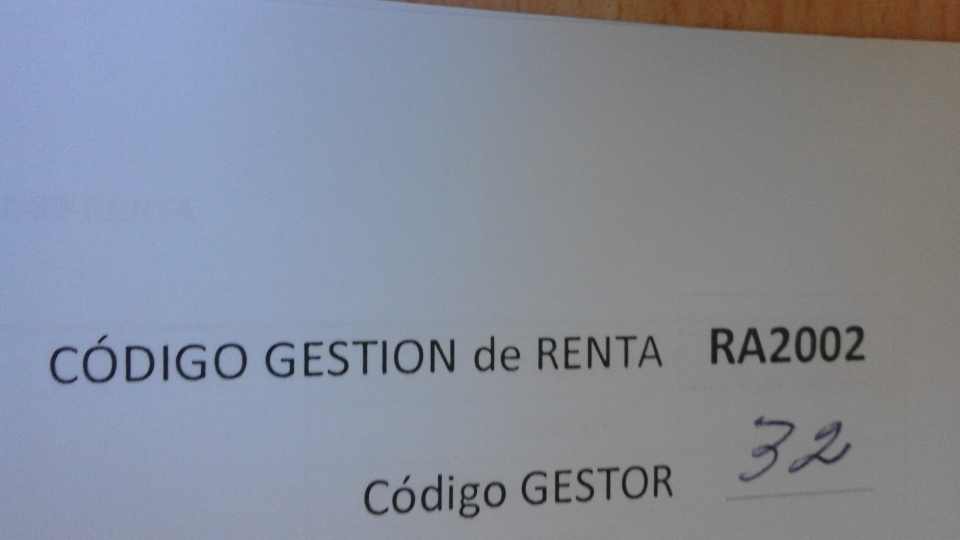 CÓDIGO GESTION de RENTA RA2002
Código GESTOR 32